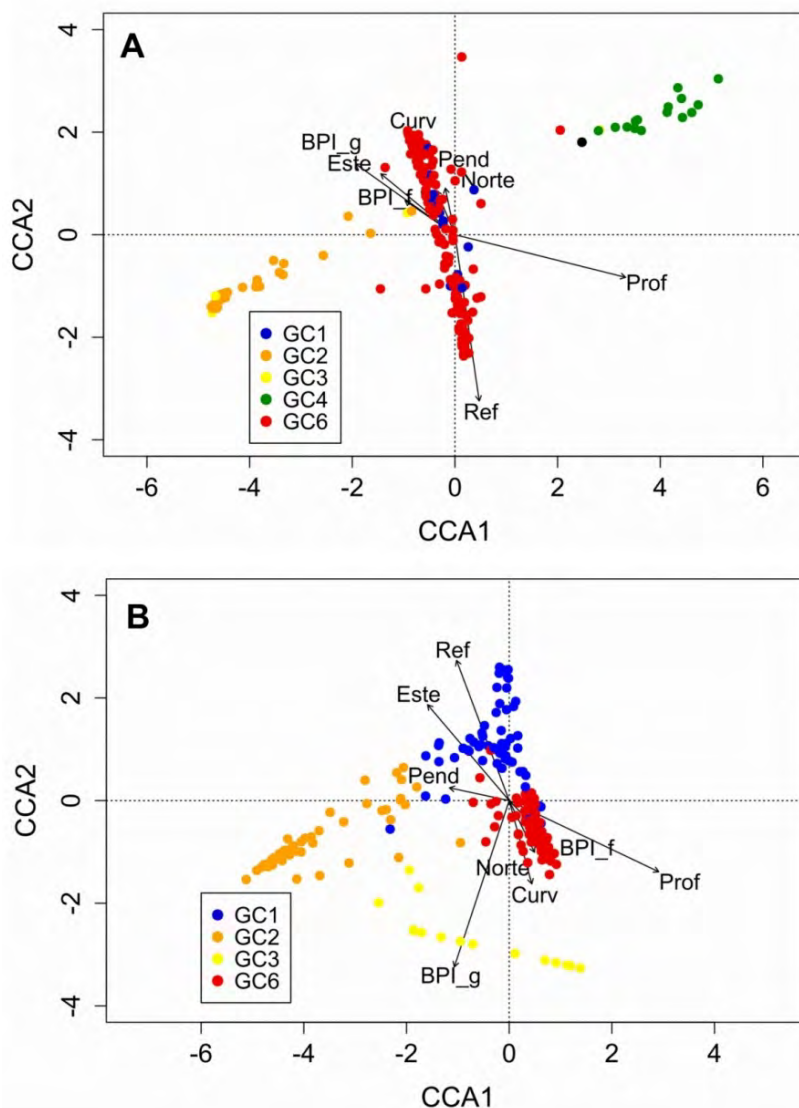 A
CCA2
4
2
0
-2
-4
Curv
BPI_g
Este
Pend
Norte
BPI_f
Prof
Ref
GC1
GC2
GC3
GC4
GC6
-6
-4
-2
0
2
4
6
CCA1
B
CCA2
4
2
0
-2
-4
Ref
Este
Pend
BPI_f
Norte
Prof
Curv
BPI_g
GC1
GC2
GC3
GC6
-6
-4
-2
0
2
4
CCA1